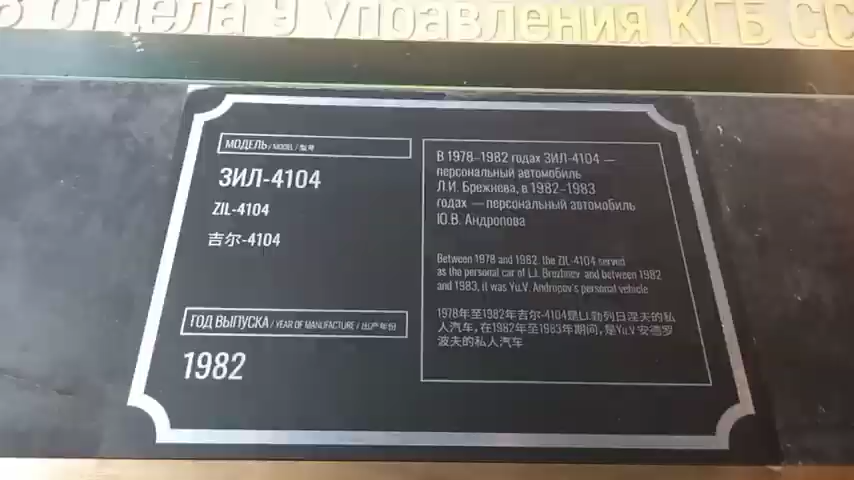 отдела 9 управления КГБ СС
МОДЕЛЬ / MODEL / 型号
ЗИЛ-4104
ZIL-4104
吉尔-4104
ГОД ВЫПУСКА / YEAR OF MANUFACTURE / 出产年份
1982
В 1978–1982 годах ЗИЛ-4104 —
персональный автомобиль
Л.И. Брежнева, в 1982–1983
годах — персональный автомобиль
Ю.В. Андропова
Between 1978 and 1982, the ZIL-4104 served
as the personal car of L.I. Brezhnev and between 1982
and 1983, it was Yu.V. Andropov's personal vehicle
1978年至1982年吉尔-4104是LI.勃列日涅夫的私
人汽车,在1982年至1983年期间,是Yu.V 安德罗
波夫的私人汽车